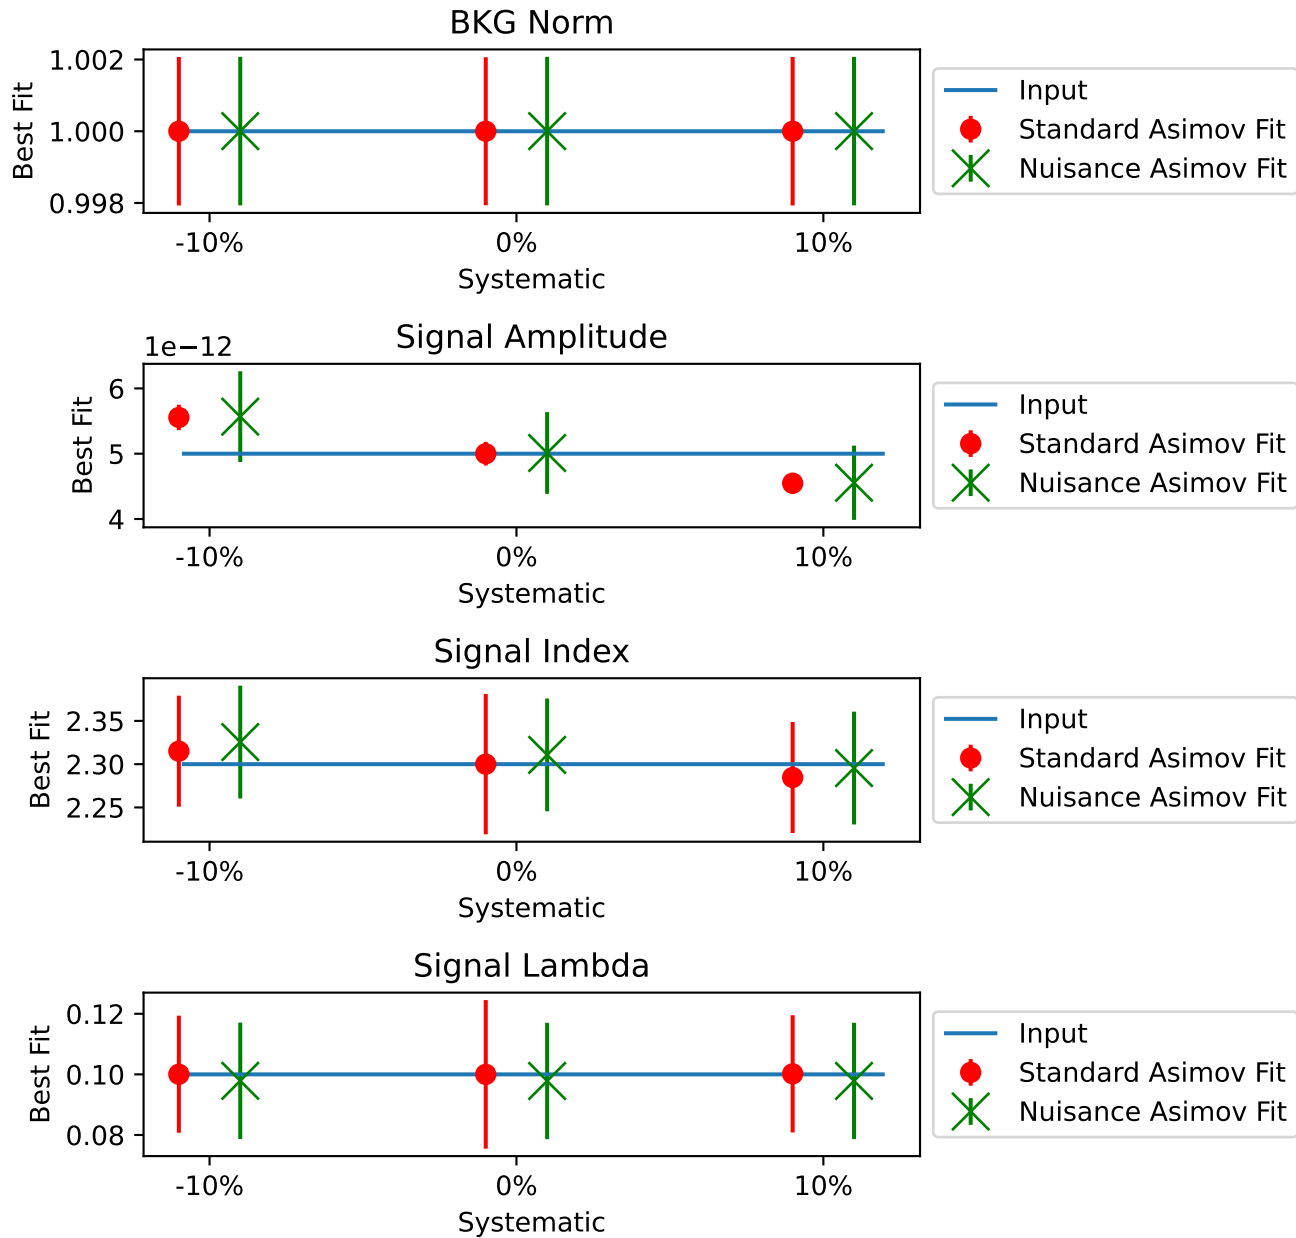 BKG Norm
1.002
1.000
0.998
Best Fit
-10% 0% 10%
Systematic
Input
Standard Asimov Fit
Nuisance Asimov Fit
Signal Amplitude
1e−12
6
5
4
Best Fit
-10% 0% 10%
Systematic
Input
Standard Asimov Fit
Nuisance Asimov Fit
Signal Index
2.35
2.30
2.25
Best Fit
-10% 0% 10%
Systematic
Input
Standard Asimov Fit
Nuisance Asimov Fit
Signal Lambda
0.12
0.10
0.08
Best Fit
-10% 0% 10%
Systematic
Input
Standard Asimov Fit
Nuisance Asimov Fit